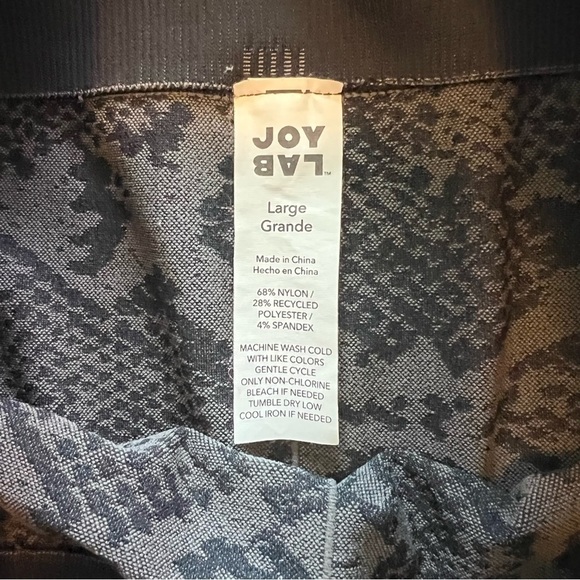 JOY
LAB™
Large
Grande
Made in China
Hecho en China
68% NYLON /
28% RECYCLED
POLYESTER /
4% SPANDEX
MACHINE WASH COLD
WITH LIKE COLORS
GENTLE CYCLE
ONLY NON-CHLORINE
BLEACH IF NEEDED
TUMBLE DRY LOW
COOL IRON IF NEEDED